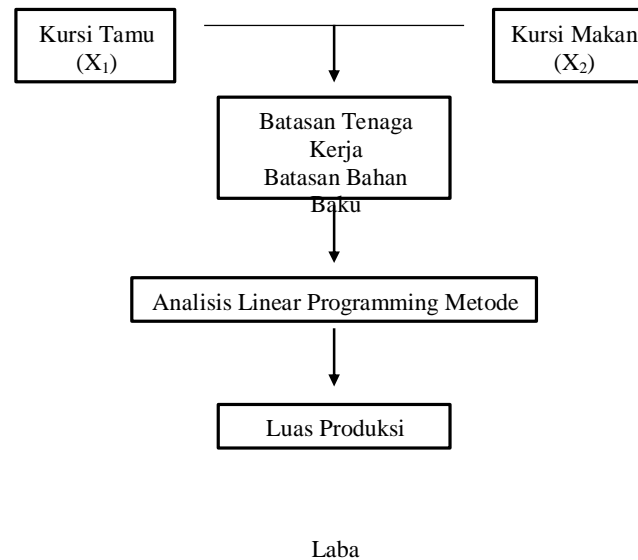 Kursi Tamu
(X₁)
Kursi Makan
(X₂)
Batasan Tenaga
Kerja
Batasan Bahan
Baku
Analisis Linear Programming Metode
Luas Produksi
Laba